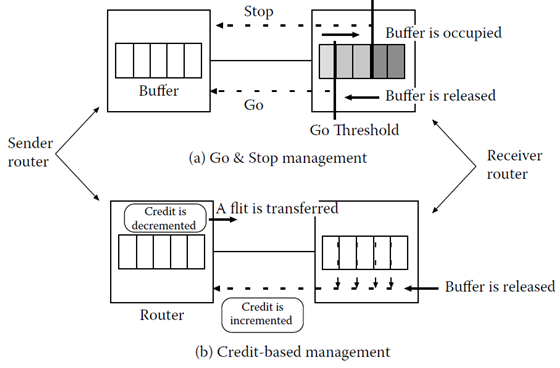 Stop
Buffer is occupied
Buffer
Go
Buffer is released
Go Threshold
Sender
router
(a) Go & Stop management
Receiver
router
Credit is
decremented
A flit is transferred
Buffer is released
Router
Credit is
incremented
(b) Credit-based management